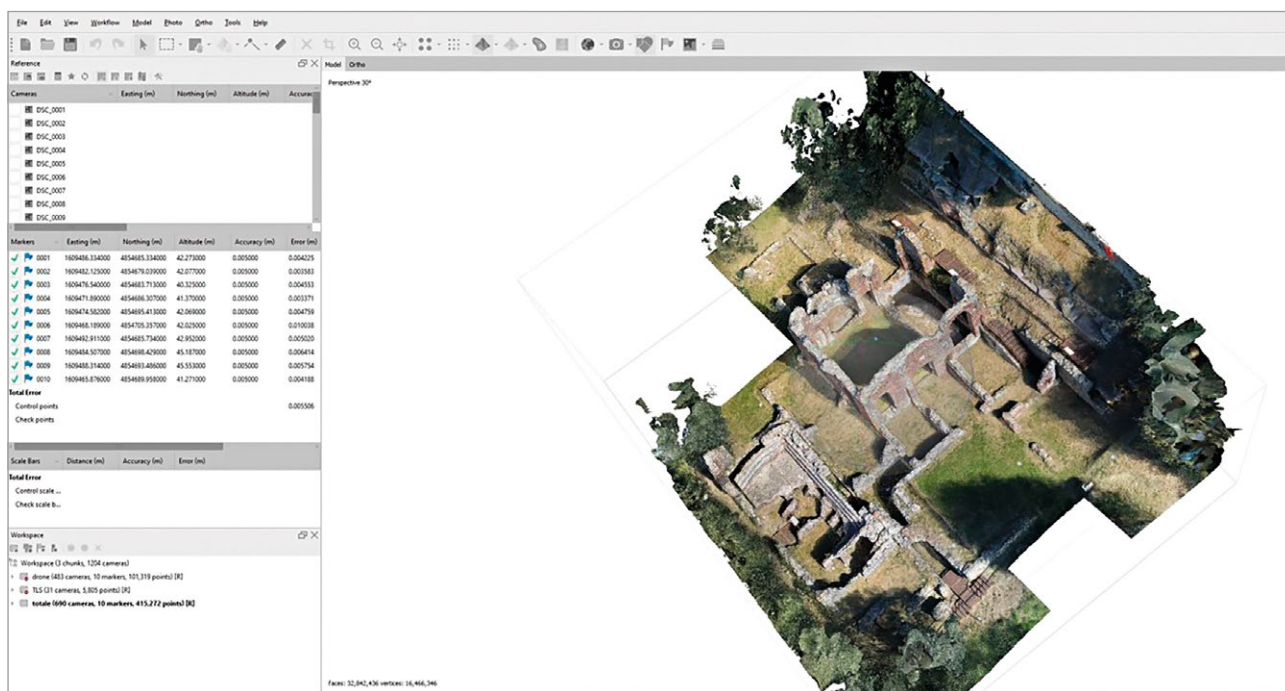 File Edit View Workflow Model Photo Ortho Tools Help
Reference
Model Ortho
Perspective 30°
Cameras Easting (m) Northing (m) Altitude (m) Accurac
DSC_0001
DSC_0002
DSC_0003
DSC_0004
DSC_0005
DSC_0006
DSC_0007
DSC_0008
DSC_0009
Markers Easting (m) Northing (m) Altitude (m) Accuracy (m) Error (m)
0001 1609486.334000 4854685.334000 42.273000 0.005000 0.004225
0002 1609482.125000 4854679.039000 42.077000 0.005000 0.003583
0003 1609476.540000 4854683.713000 40.325000 0.005000 0.004553
0004 1609471.890000 4854686.307000 41.370000 0.005000 0.003371
0005 1609474.582000 4854695.413000 42.069000 0.005000 0.004759
0006 1609468.189000 4854705.357000 42.025000 0.005000 0.010038
0007 1609492.911000 4854685.734000 42.952000 0.005000 0.005020
0008 1609484.507000 4854698.429000 45.187000 0.005000 0.006414
0009 1609488.314000 4854693.486000 45.553000 0.005000 0.005754
0010 1609465.876000 4854689.958000 41.271000 0.005000 0.004188
Total Error
Control points 0.005506
Check points
Scale Bars Distance (m) Accuracy (m) Error (m)
Total Error
Control scale ...
Check scale b...
Workspace
Workspace (3 chunks, 1204 cameras)
drone (483 cameras, 10 markers, 101,319 points) [R]
TLS (31 cameras, 5,805 points) [R]
totale (690 cameras, 10 markers, 415,272 points) [R]
Faces: 32,842,436 vertices: 16,466,346